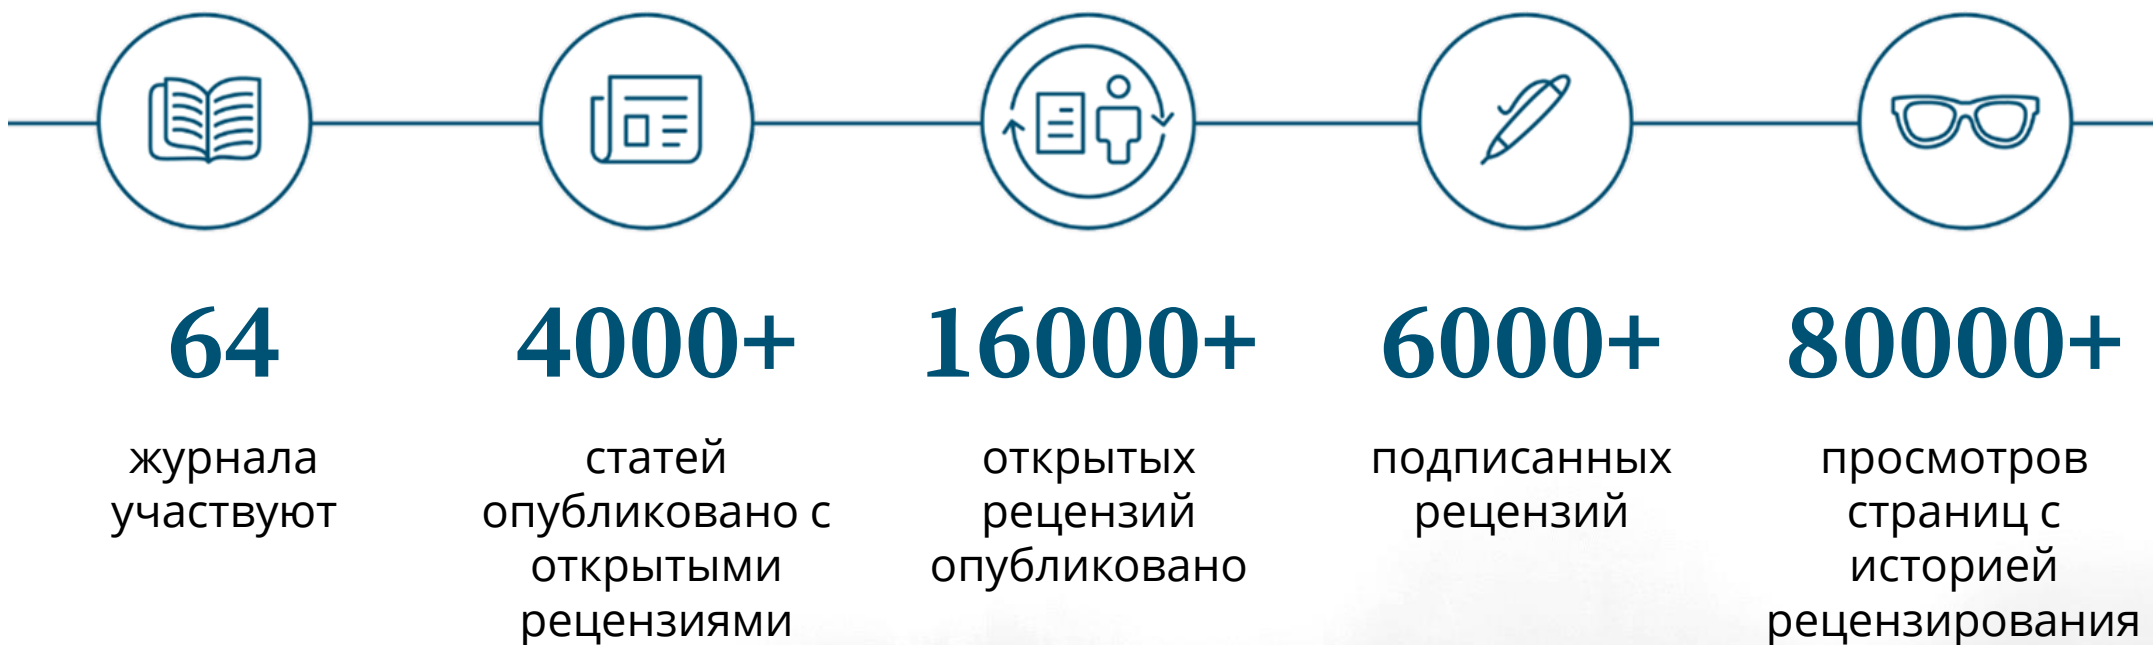 64
журнала
участвуют
4000+
статей
опубликовано с
открытыми
рецензиями
16000+
открытых
рецензий
опубликовано
6000+
подписанных
рецензий
80000+
просмотров
страниц с
историей
рецензирования